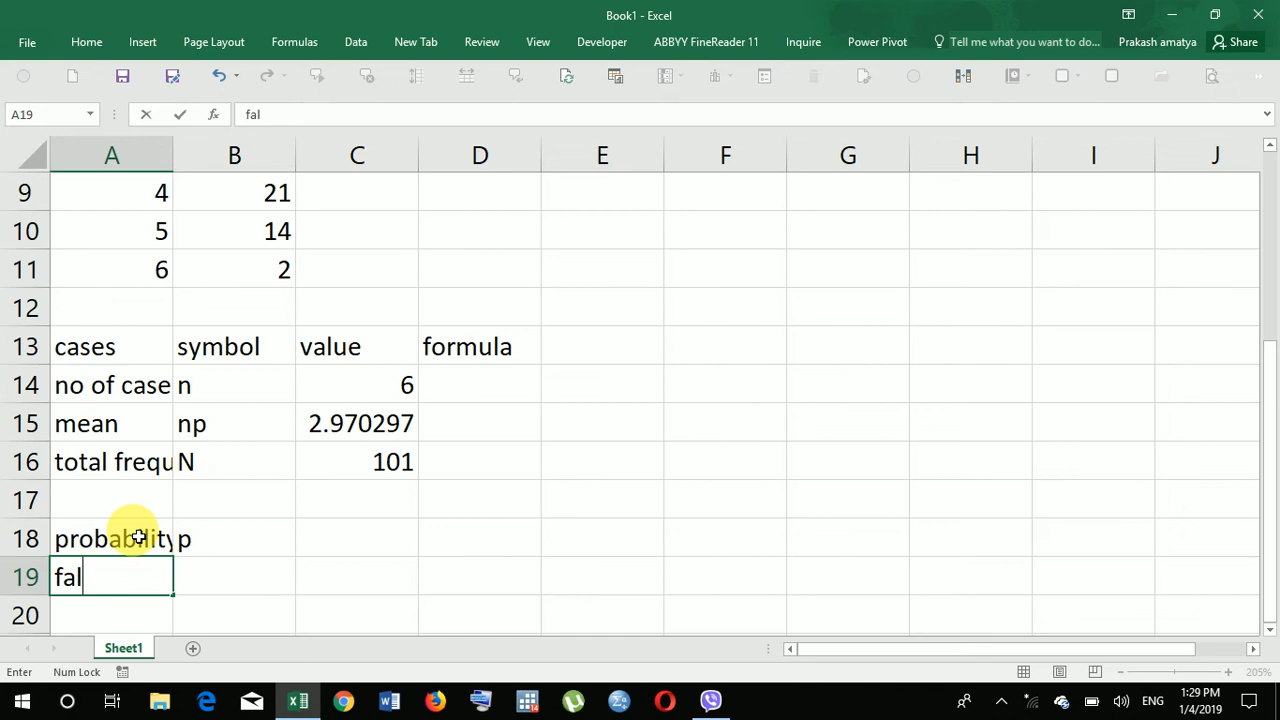 Book1 - Excel
File Home Insert Page Layout Formulas Data New Tab Review View Developer ABBYY FineReader 11 Inquire Power Pivot Tell me what you want to do... Prakash amatya Share
A19 fx fal
A B C D E F G H I J
9 4 21
10 5 14
11 6 2
12
13 cases symbol value formula
14 no of case n 6
15 mean np 2.970297
16 total frequ N 101
17
18 probability p
19 fal
20
Sheet1
Enter Num Lock 205%
ENG 1:29 PM
1/4/2019